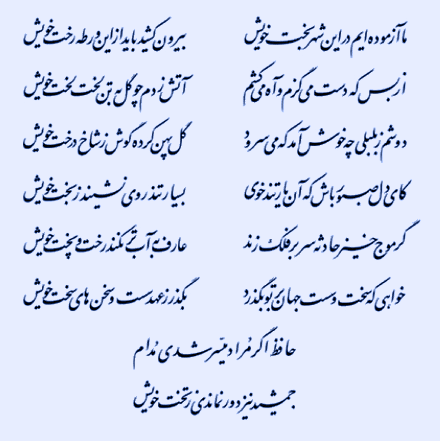 ما آزموده‌ایم در این شهر بخت خویش بیرون کشید باید از این ورطه رخت خویش
از بس که دست می‌گزم و آه می‌کشم آتش زدم چو گل به تن لخت لخت خویش
دوشم ز بلبلی چه خوش آمد که می‌سرود گل پهن کرده گوش ز شاخ درخت خویش
کای دل صبور باش که آن یار تندخوی بسیار تند روی نشیند ز بخت خویش
گر موج خیز حادثه سر بر فلک زند عارف به آب تر نکند رخت و پخت خویش
خواهی که سخت و سست جهان بر تو بگذرد بگذر ز عهد سست و سخن‌های سخت خویش
حافظ اگر مراد میسر شدی مدام
جمشید نیز دور نماندی ز تخت خویش